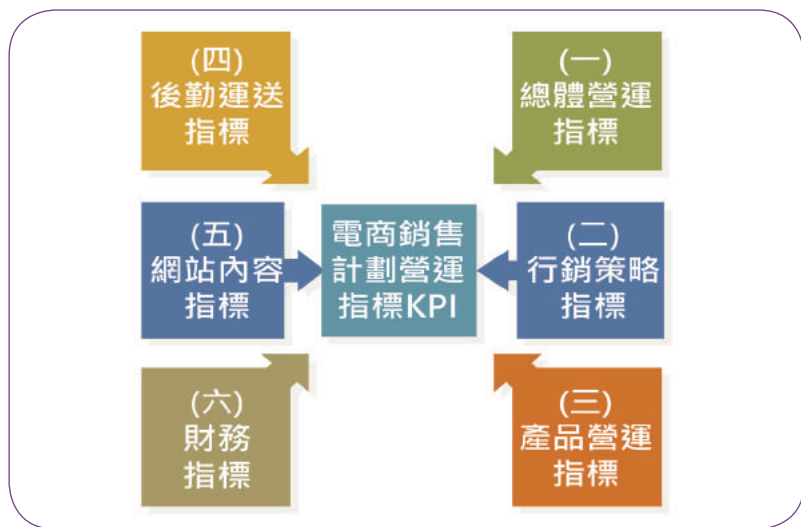 (四)
後勤運送
指標
(一)
總體營運
指標
(五)
網站內容
指標
電商銷售
計劃營運
指標KPI
(二)
行銷策略
指標
(六)
財務
指標
(三)
產品營運
指標